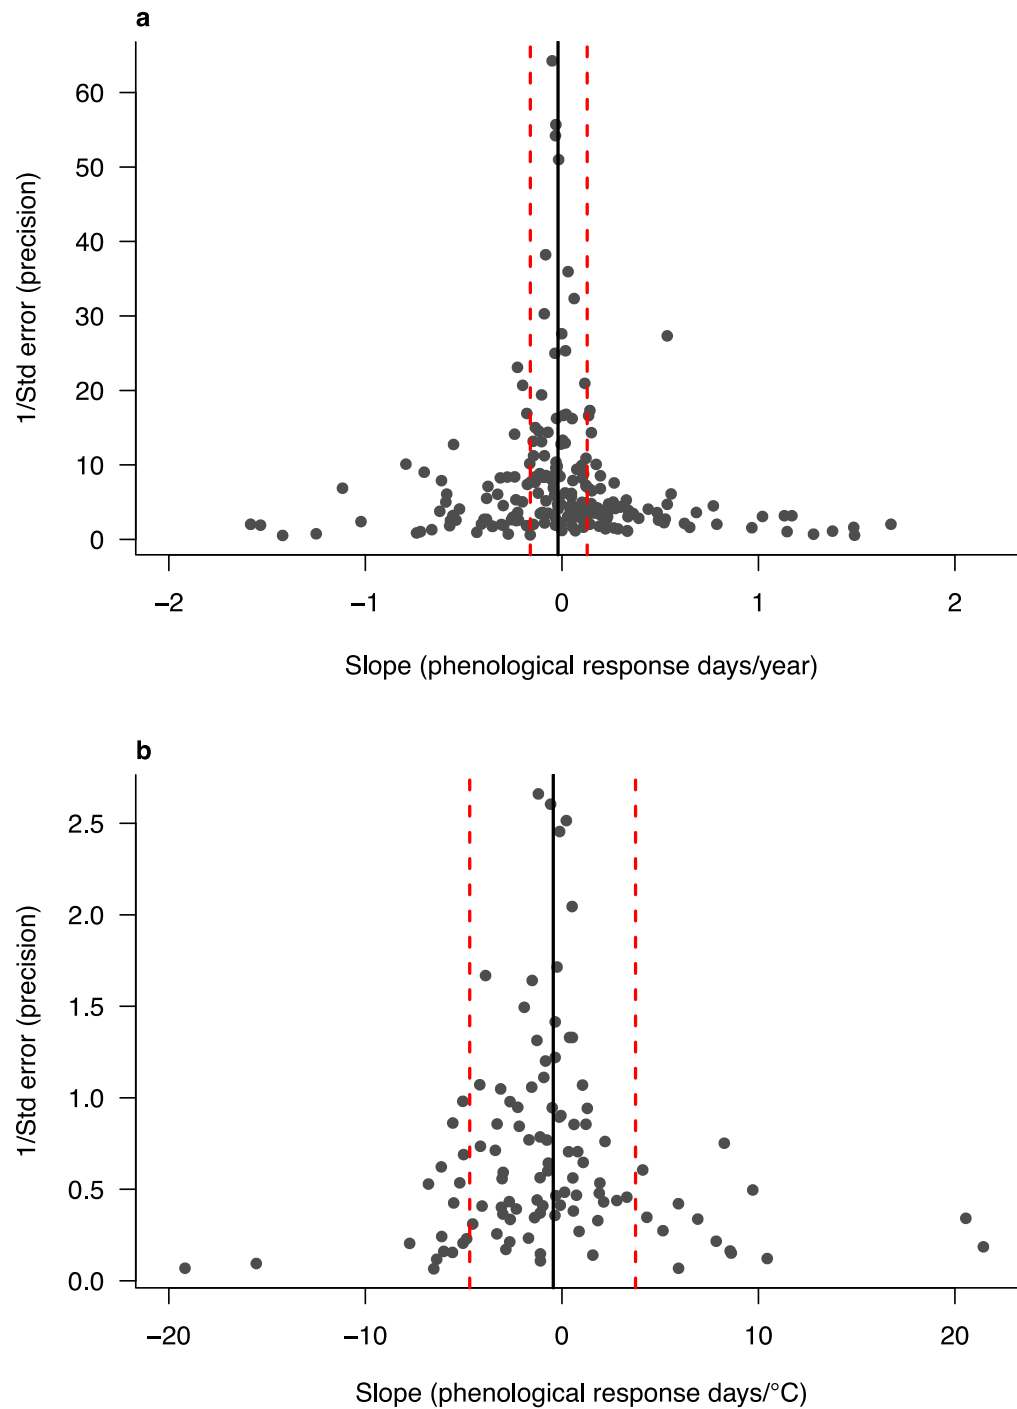 a
60
50
40
30
20
10
0
1/Std error (precision)
−2 −1 0 1 2
Slope (phenological response days/year)
b
2.5
2.0
1.5
1.0
0.5
0.0
1/Std error (precision)
−20 −10 0 10 20
Slope (phenological response days/°C)